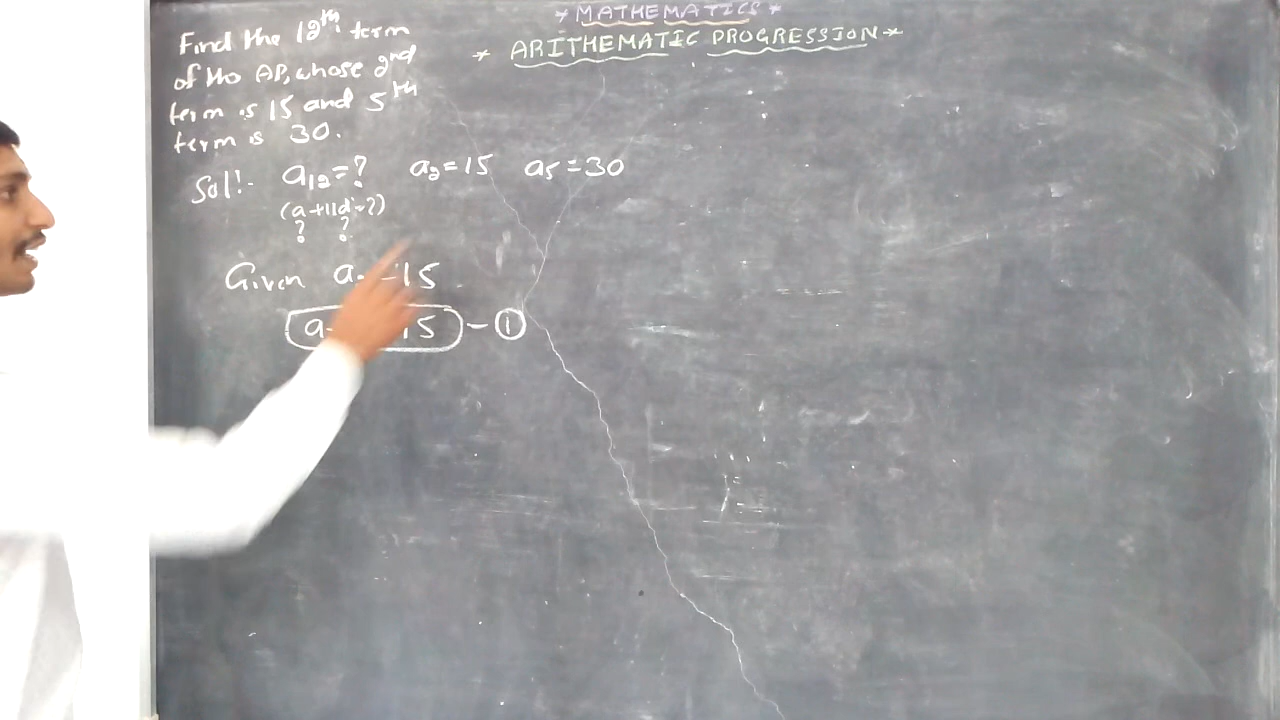 * MATHEMATICS *
* ARITHEMATIC PROGRESSION *
Find the 12th term
of the AP, whose 2nd
term is 15 and 5th
term is 30.
Sol:- a12=? a2=15 a5=30
(a+11d=?)
? ?
Given a 15
a 15 - ①